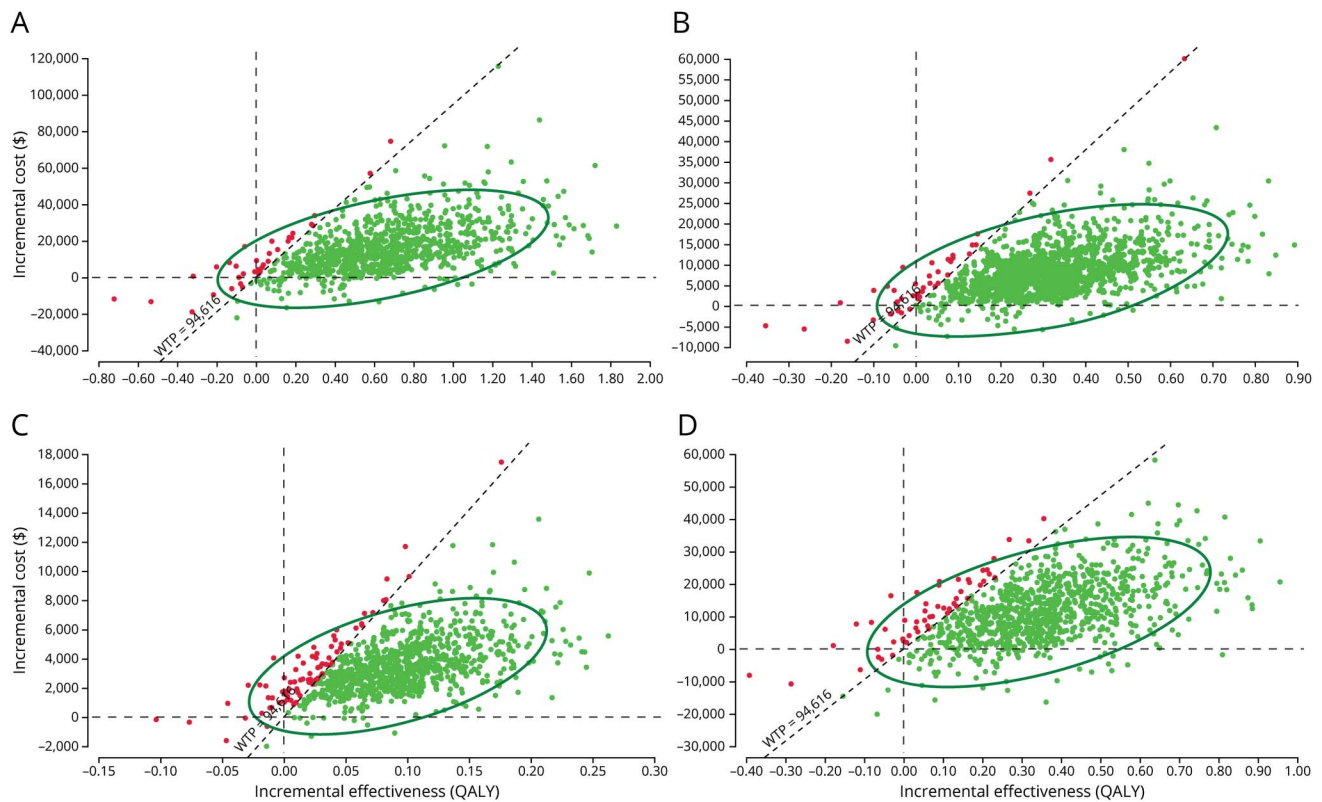 A
Incremental cost ($)
120,000
100,000
80,000
60,000
40,000
20,000
0
–20,000
–40,000
WTP = 94,616
–0.80 –0.60 –0.40 –0.20 0.00 0.20 0.40 0.60 0.80 1.00 1.20 1.40 1.60 1.80 2.00
B
60,000
55,000
50,000
45,000
40,000
35,000
30,000
25,000
20,000
15,000
10,000
5,000
0
–5,000
–10,000
WTP = 94,616
–0.40 –0.30 –0.20 –0.10 0.00 0.10 0.20 0.30 0.40 0.50 0.60 0.70 0.80 0.90
C
Incremental cost ($)
18,000
16,000
14,000
12,000
10,000
8,000
6,000
4,000
2,000
0
–2,000
WTP = 94,616
–0.15 –0.10 –0.05 0.00 0.05 0.10 0.15 0.20 0.25 0.30
Incremental effectiveness (QALY)
D
60,000
50,000
40,000
30,000
20,000
10,000
0
–10,000
–20,000
–30,000
WTP = 94,616
–0.40 –0.30 –0.20 –0.10 0.00 0.10 0.20 0.30 0.40 0.50 0.60 0.70 0.80 0.90 1.00
Incremental effectiveness (QALY)